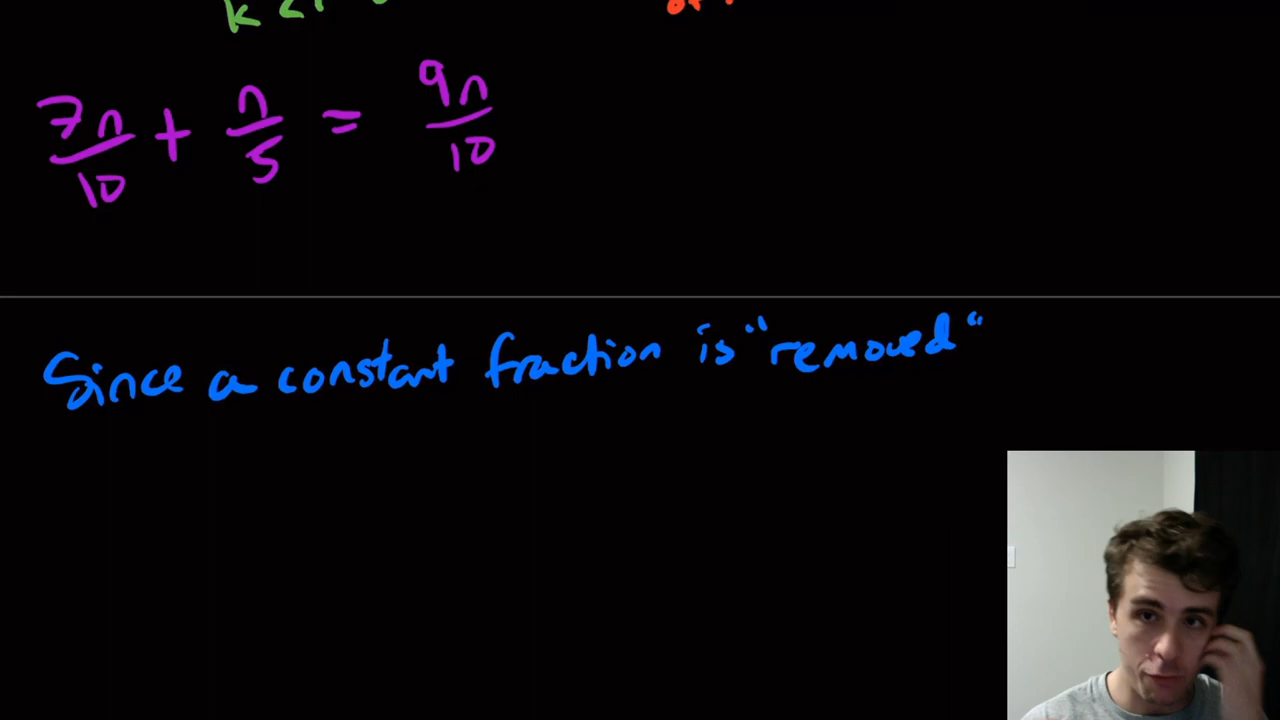 7n/10 + n/5 = 9n/10
Since a constant fraction is "removed"